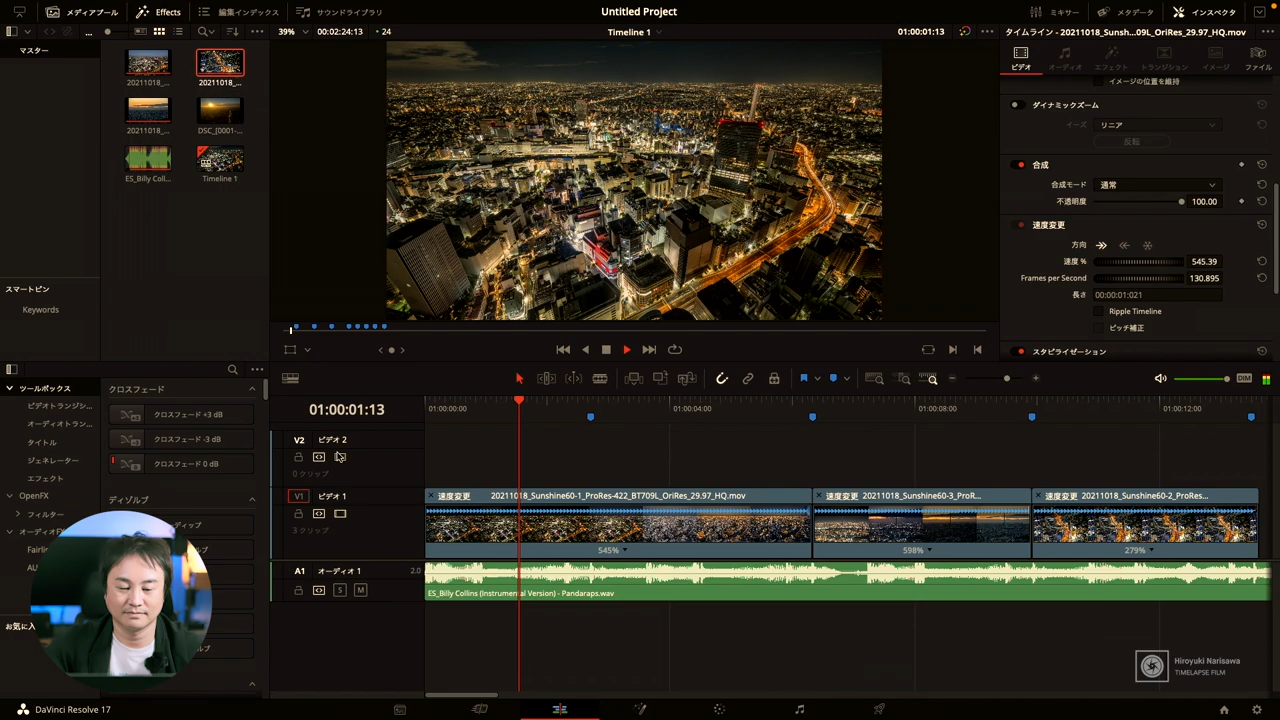 メディアプール
Effects
編集インデックス
サウンドライブラリ
Untitled Project
ミキサー
メタデータ
インスペクタ
マスター
...
39%
00:02:24:13
24
Timeline 1
01:00:01:13
タイムライン - 20211018_Sunsh...09L_OriRes_29.97_HQ.mov
ビデオ
オーディオ
エフェクト
トランジション
イメージ
ファイル
20211018_...
20211018_...
20211018_...
DSC_[0001-...
ES_Billy Coll...
Timeline 1
イメージの位置を維持
ダイナミックズーム
イーズ
リニア
反転
合成
合成モード
通常
不透明度
100.00
速度変更
方向
速度 %
545.39
Frames per Second
130.895
長さ
00:00:01:021
Ripple Timeline
ピッチ補正
スタビライゼーション
スマートビン
Keywords
ツールボックス
ビデオトランジシ...
オーディオトラン...
タイトル
ジェネレーター
エフェクト
OpenFX
フィルター
オーディオF
Fairli
AU
お気に入
クロスフェード
クロスフェード +3 dB
クロスフェード -3 dB
クロスフェード 0 dB
ディゾルブ
ィップ
ルブ
DIM
01:00:01:13
01:00:00:00
01:00:04:00
01:00:08:00
01:00:12:00
V2
ビデオ 2
0 クリップ
V1
ビデオ 1
3 クリップ
速度変更
20211018_Sunshine60-1_ProRes-422_BT709L_OriRes_29.97_HQ.mov
545%
速度変更
20211018_Sunshine60-3_ProR...
598%
速度変更
20211018_Sunshine60-2_ProRes...
279%
A1
オーディオ 1
2.0
S
M
ES_Billy Collins (Instrumental Version) - Pandaraps.wav
Hiroyuki Narisawa
TIMELAPSE FILM
DaVinci Resolve 17